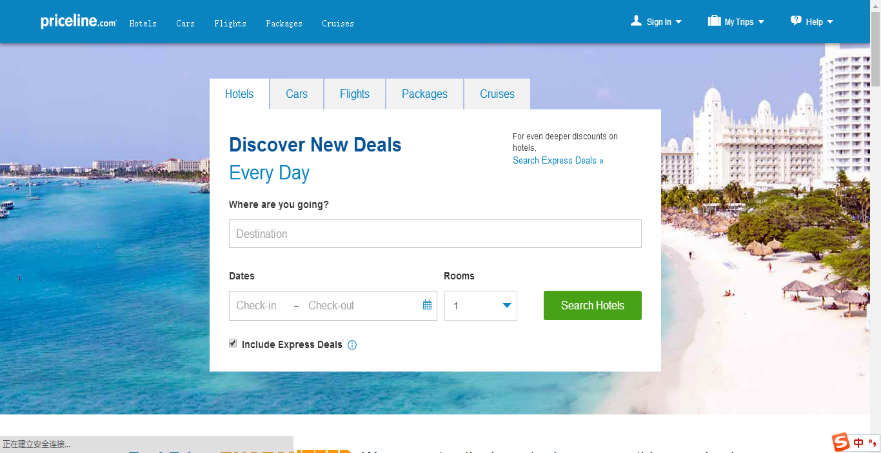 priceline.com Hotels Cars Flights Packages Cruises Sign In My Trips Help
Hotels Cars Flights Packages Cruises
Discover New Deals
Every Day
For even deeper discounts on
hotels,
Search Express Deals »
Where are you going?
Destination
Dates Rooms
Check-in – Check-out 1 Search Hotels
Include Express Deals
正在建立安全连接...
中